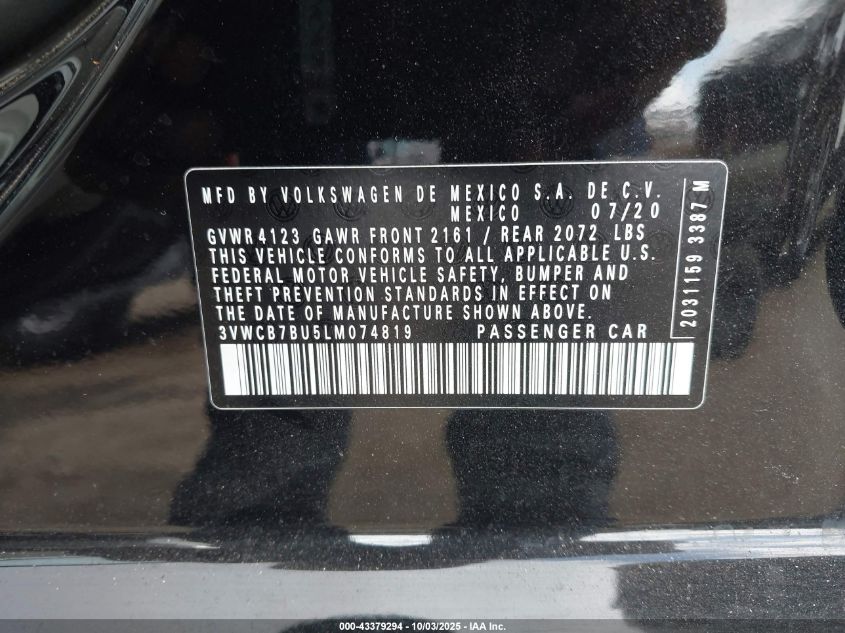 MFD BY VOLKSWAGEN DE MEXICO S.A. DE C.V.
MEXICO 07/20
GVWR 4123 GAWR FRONT 2161 / REAR 2072 LBS
THIS VEHICLE CONFORMS TO ALL APPLICABLE U.S.
FEDERAL MOTOR VEHICLE SAFETY, BUMPER AND
THEFT PREVENTION STANDARDS IN EFFECT ON
THE DATE OF MANUFACTURE SHOWN ABOVE.
3VWCB7BU5LM074819 PASSENGER CAR
2031159 3387 M
000-43379294 - 10/03/2025 - IAA Inc.